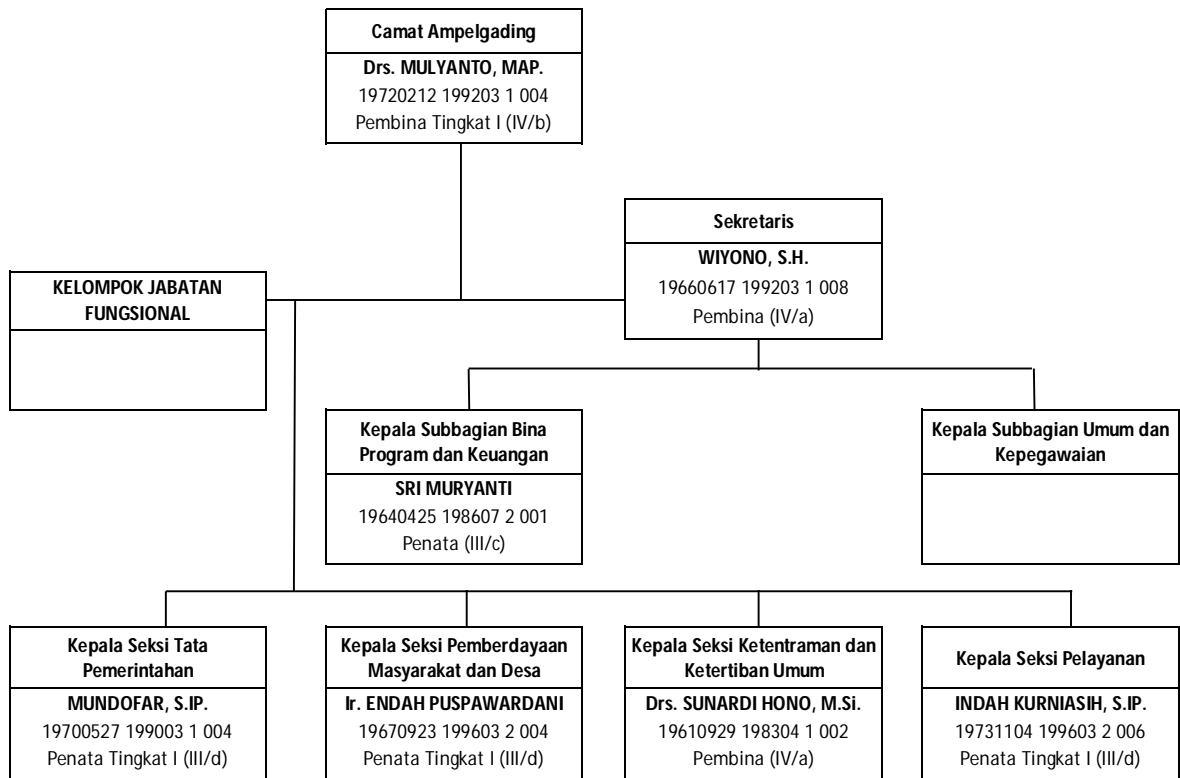 Camat Ampelgading
Drs. MULYANTO, MAP.
19720212 199203 1 004
Pembina Tingkat I (IV/b)
Sekretaris
WIYONO, S.H.
19660617 199203 1 008
Pembina (IV/a)
KELOMPOK JABATAN
FUNGSIONAL
Kepala Subbagian Bina
Program dan Keuangan
SRI MURYANTI
19640425 198607 2 001
Penata (III/c)
Kepala Subbagian Umum dan
Kepegawaian
Kepala Seksi Tata
Pemerintahan
MUNDOFAR, S.IP.
19700527 199003 1 004
Penata Tingkat I (III/d)
Kepala Seksi Pemberdayaan
Masyarakat dan Desa
Ir. ENDAH PUSPAWARDANI
19670923 199603 2 004
Penata Tingkat I (III/d)
Kepala Seksi Ketentraman dan
Ketertiban Umum
Drs. SUNARDI HONO, M.Si.
19610929 198304 1 002
Pembina (IV/a)
Kepala Seksi Pelayanan
INDAH KURNIASIH, S.IP.
19731104 199603 2 006
Penata Tingkat I (III/d)